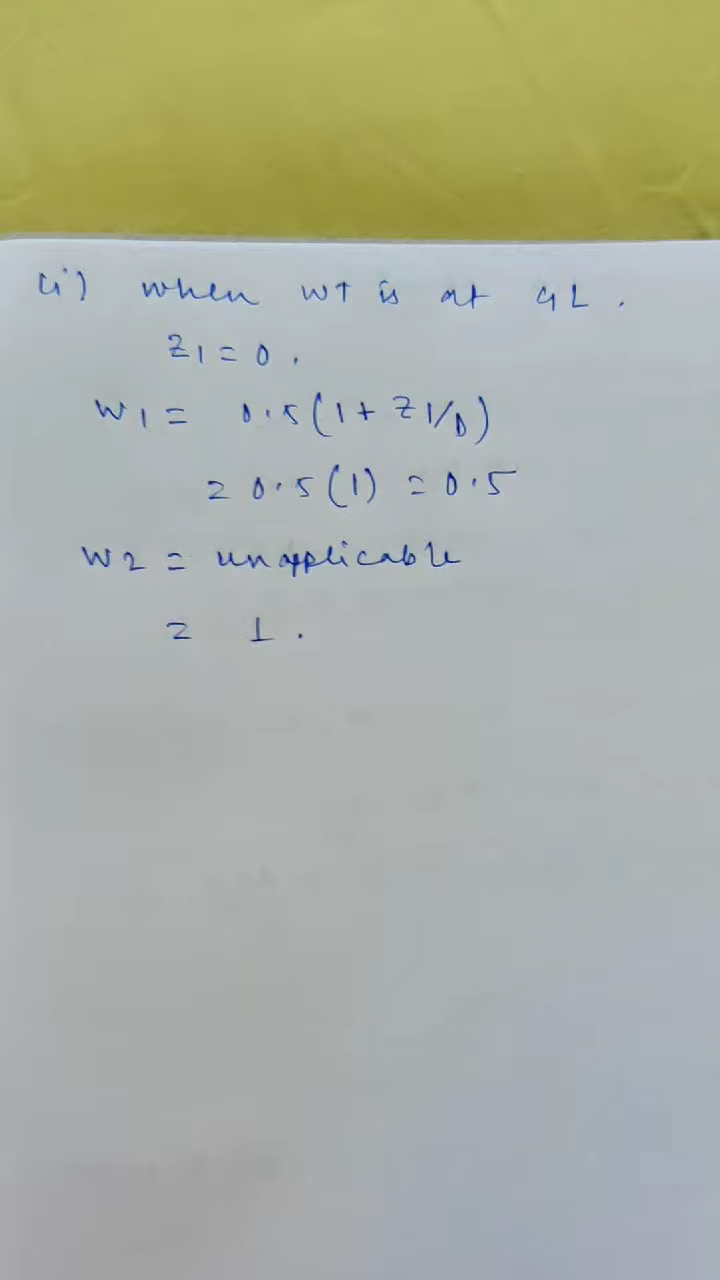 (ii) when WT is at GL.
Z1 = 0.
W1 = 0.5(1 + Z1/D)
= 0.5(1) = 0.5
W2 = unapplicable
= 1.